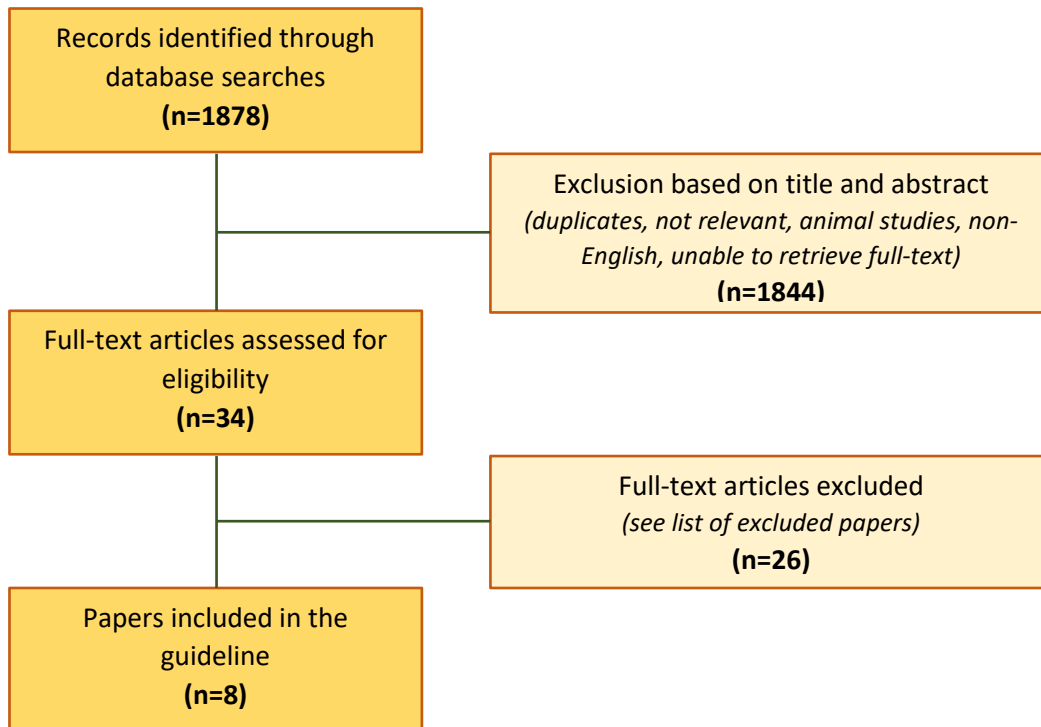 Records identified through
database searches
(n=1878)
Exclusion based on title and abstract
(duplicates, not relevant, animal studies, non-
English, unable to retrieve full-text)
(n=1844)
Full-text articles assessed for
eligibility
(n=34)
Full-text articles excluded
(see list of excluded papers)
(n=26)
Papers included in the
guideline
(n=8)